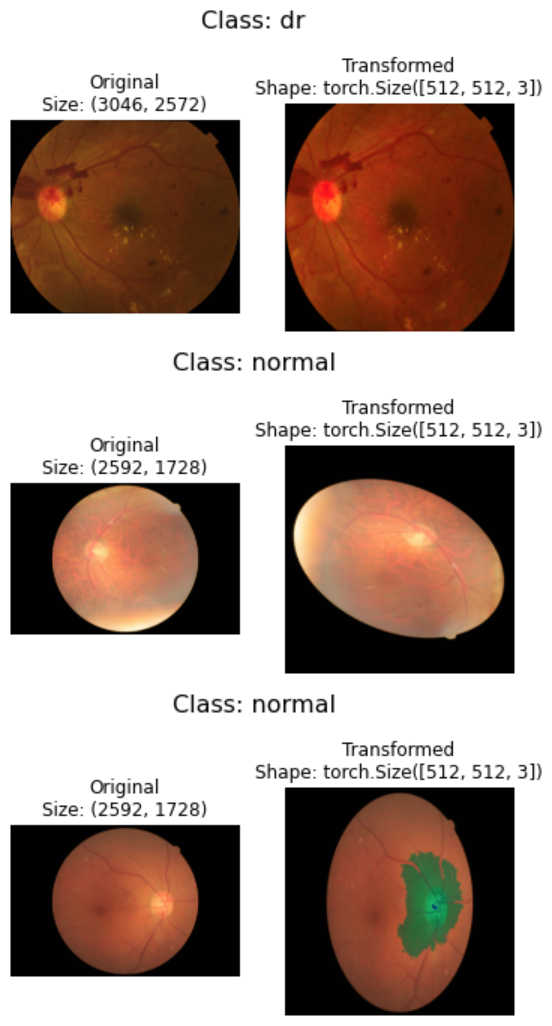 Class: dr
Original
Size: (3046, 2572)
Transformed
Shape: torch.Size([512, 512, 3])
Class: normal
Original
Size: (2592, 1728)
Transformed
Shape: torch.Size([512, 512, 3])
Class: normal
Original
Size: (2592, 1728)
Transformed
Shape: torch.Size([512, 512, 3])